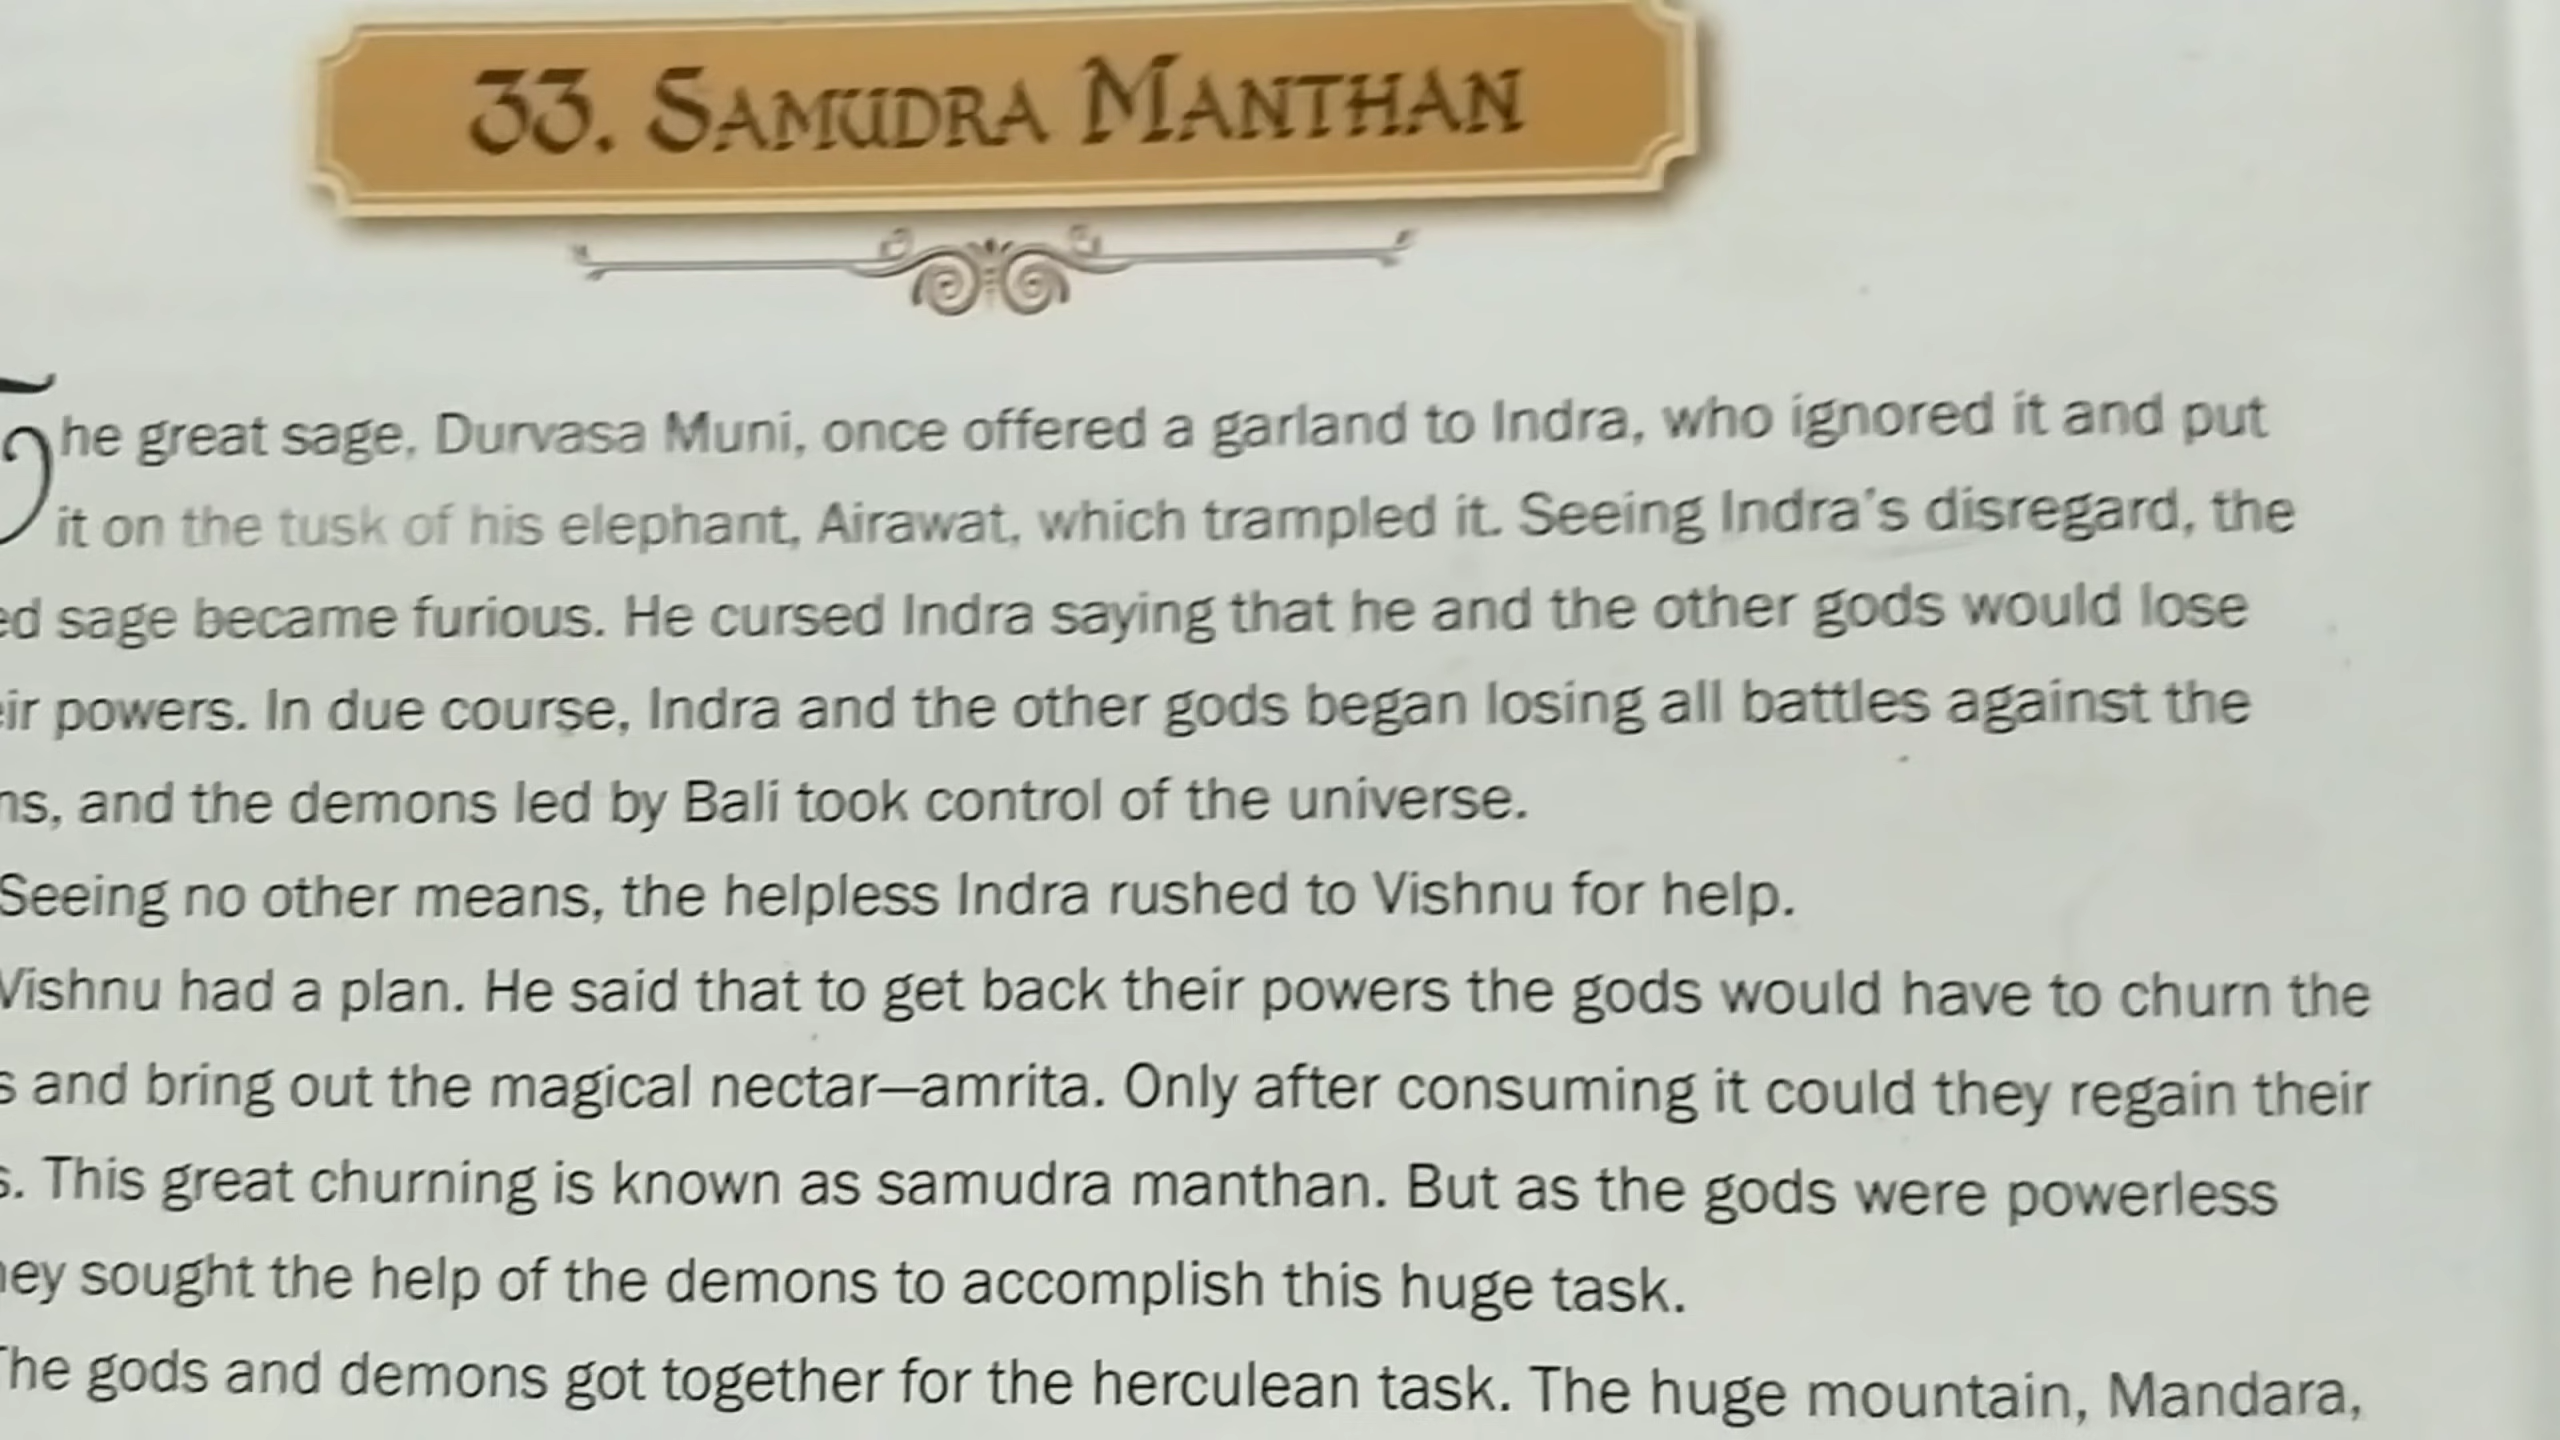 33. SAMUDRA MANTHAN
The great sage, Durvasa Muni, once offered a garland to Indra, who ignored it and put
it on the tusk of his elephant, Airawat, which trampled it. Seeing Indra's disregard, the
sage became furious. He cursed Indra saying that he and the other gods would lose
powers. In due course, Indra and the other gods began losing all battles against the
and the demons led by Bali took control of the universe.
Seeing no other means, the helpless Indra rushed to Vishnu for help.
Vishnu had a plan. He said that to get back their powers the gods would have to churn the
and bring out the magical nectar—amrita. Only after consuming it could they regain their
This great churning is known as samudra manthan. But as the gods were powerless
sought the help of the demons to accomplish this huge task.
The gods and demons got together for the herculean task. The huge mountain, Mandara,